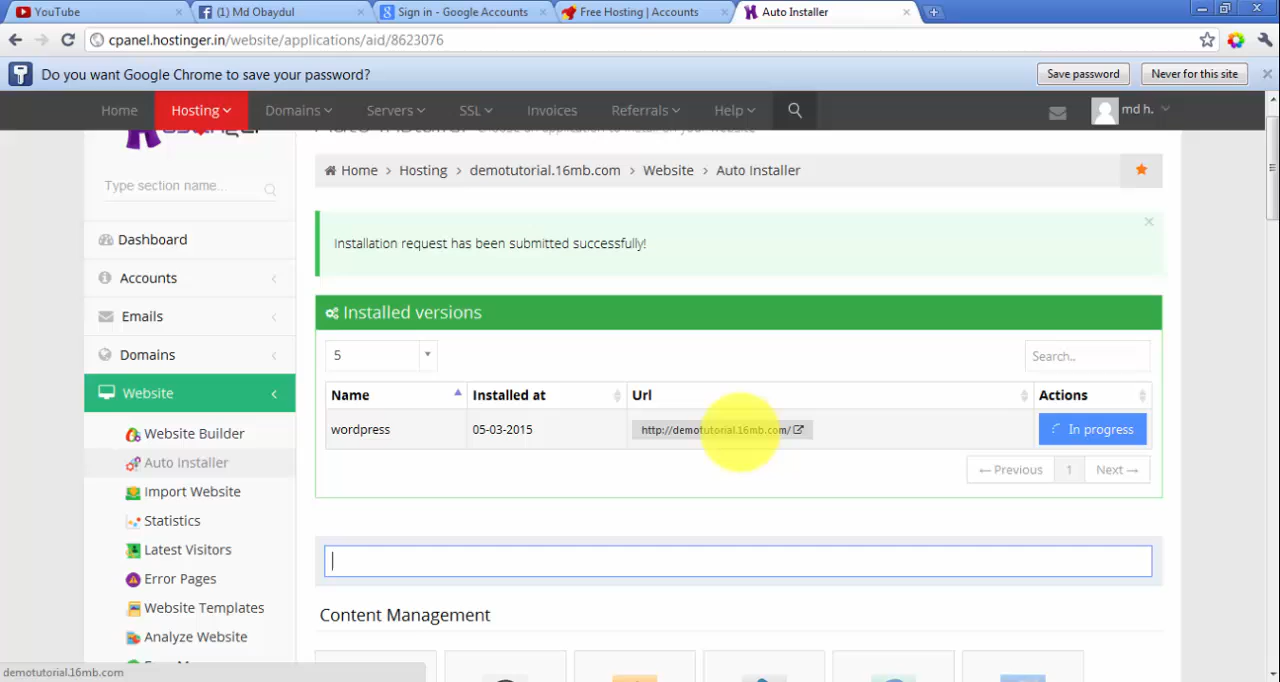 YouTube
(1) Md Obaydul
Sign in - Google Accounts
Free Hosting | Accounts
Auto Installer
cpanel.hostinger.in/website/applications/aid/8623076
Do you want Google Chrome to save your password?
Save password
Never for this site
Home
Hosting
Domains
Servers
SSL
Invoices
Referrals
Help
md h.
Type section name...
Home > Hosting > demotutorial.16mb.com > Website > Auto Installer
Dashboard
Accounts
Emails
Domains
Website
Website Builder
Auto Installer
Import Website
Statistics
Latest Visitors
Error Pages
Website Templates
Analyze Website
Installation request has been submitted successfully!
Installed versions
5
Search..
Name
Installed at
Url
Actions
wordpress
05-03-2015
http://demotutorial.16mb.com/
In progress
← Previous
1
Next →
Content Management
demotutorial.16mb.com